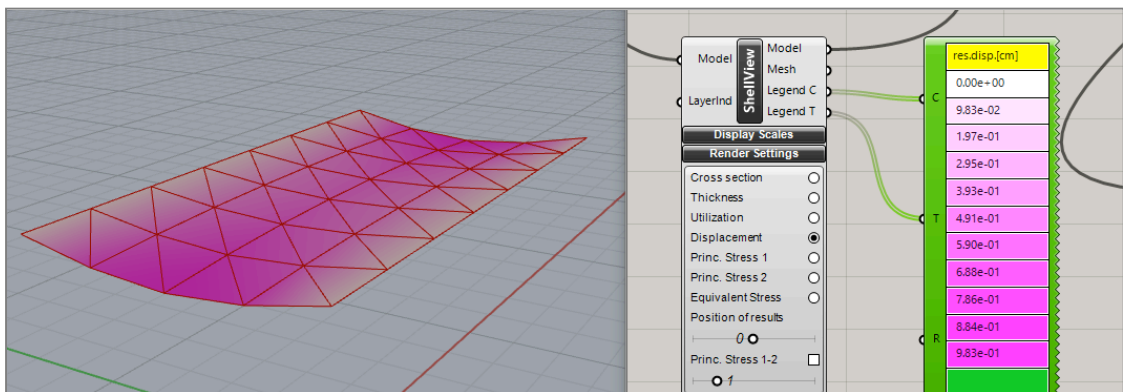 Model
LayerInd
ShellView
Model
Mesh
Legend C
Legend T
Display Scales
Render Settings
Cross section
Thickness
Utilization
Displacement
Princ. Stress 1
Princ. Stress 2
Equivalent Stress
Position of results
0
Princ. Stress 1-2
1
C
T
R
res.disp.[cm]
0.00e+00
9.83e-02
1.97e-01
2.95e-01
3.93e-01
4.91e-01
5.90e-01
6.88e-01
7.86e-01
8.84e-01
9.83e-01